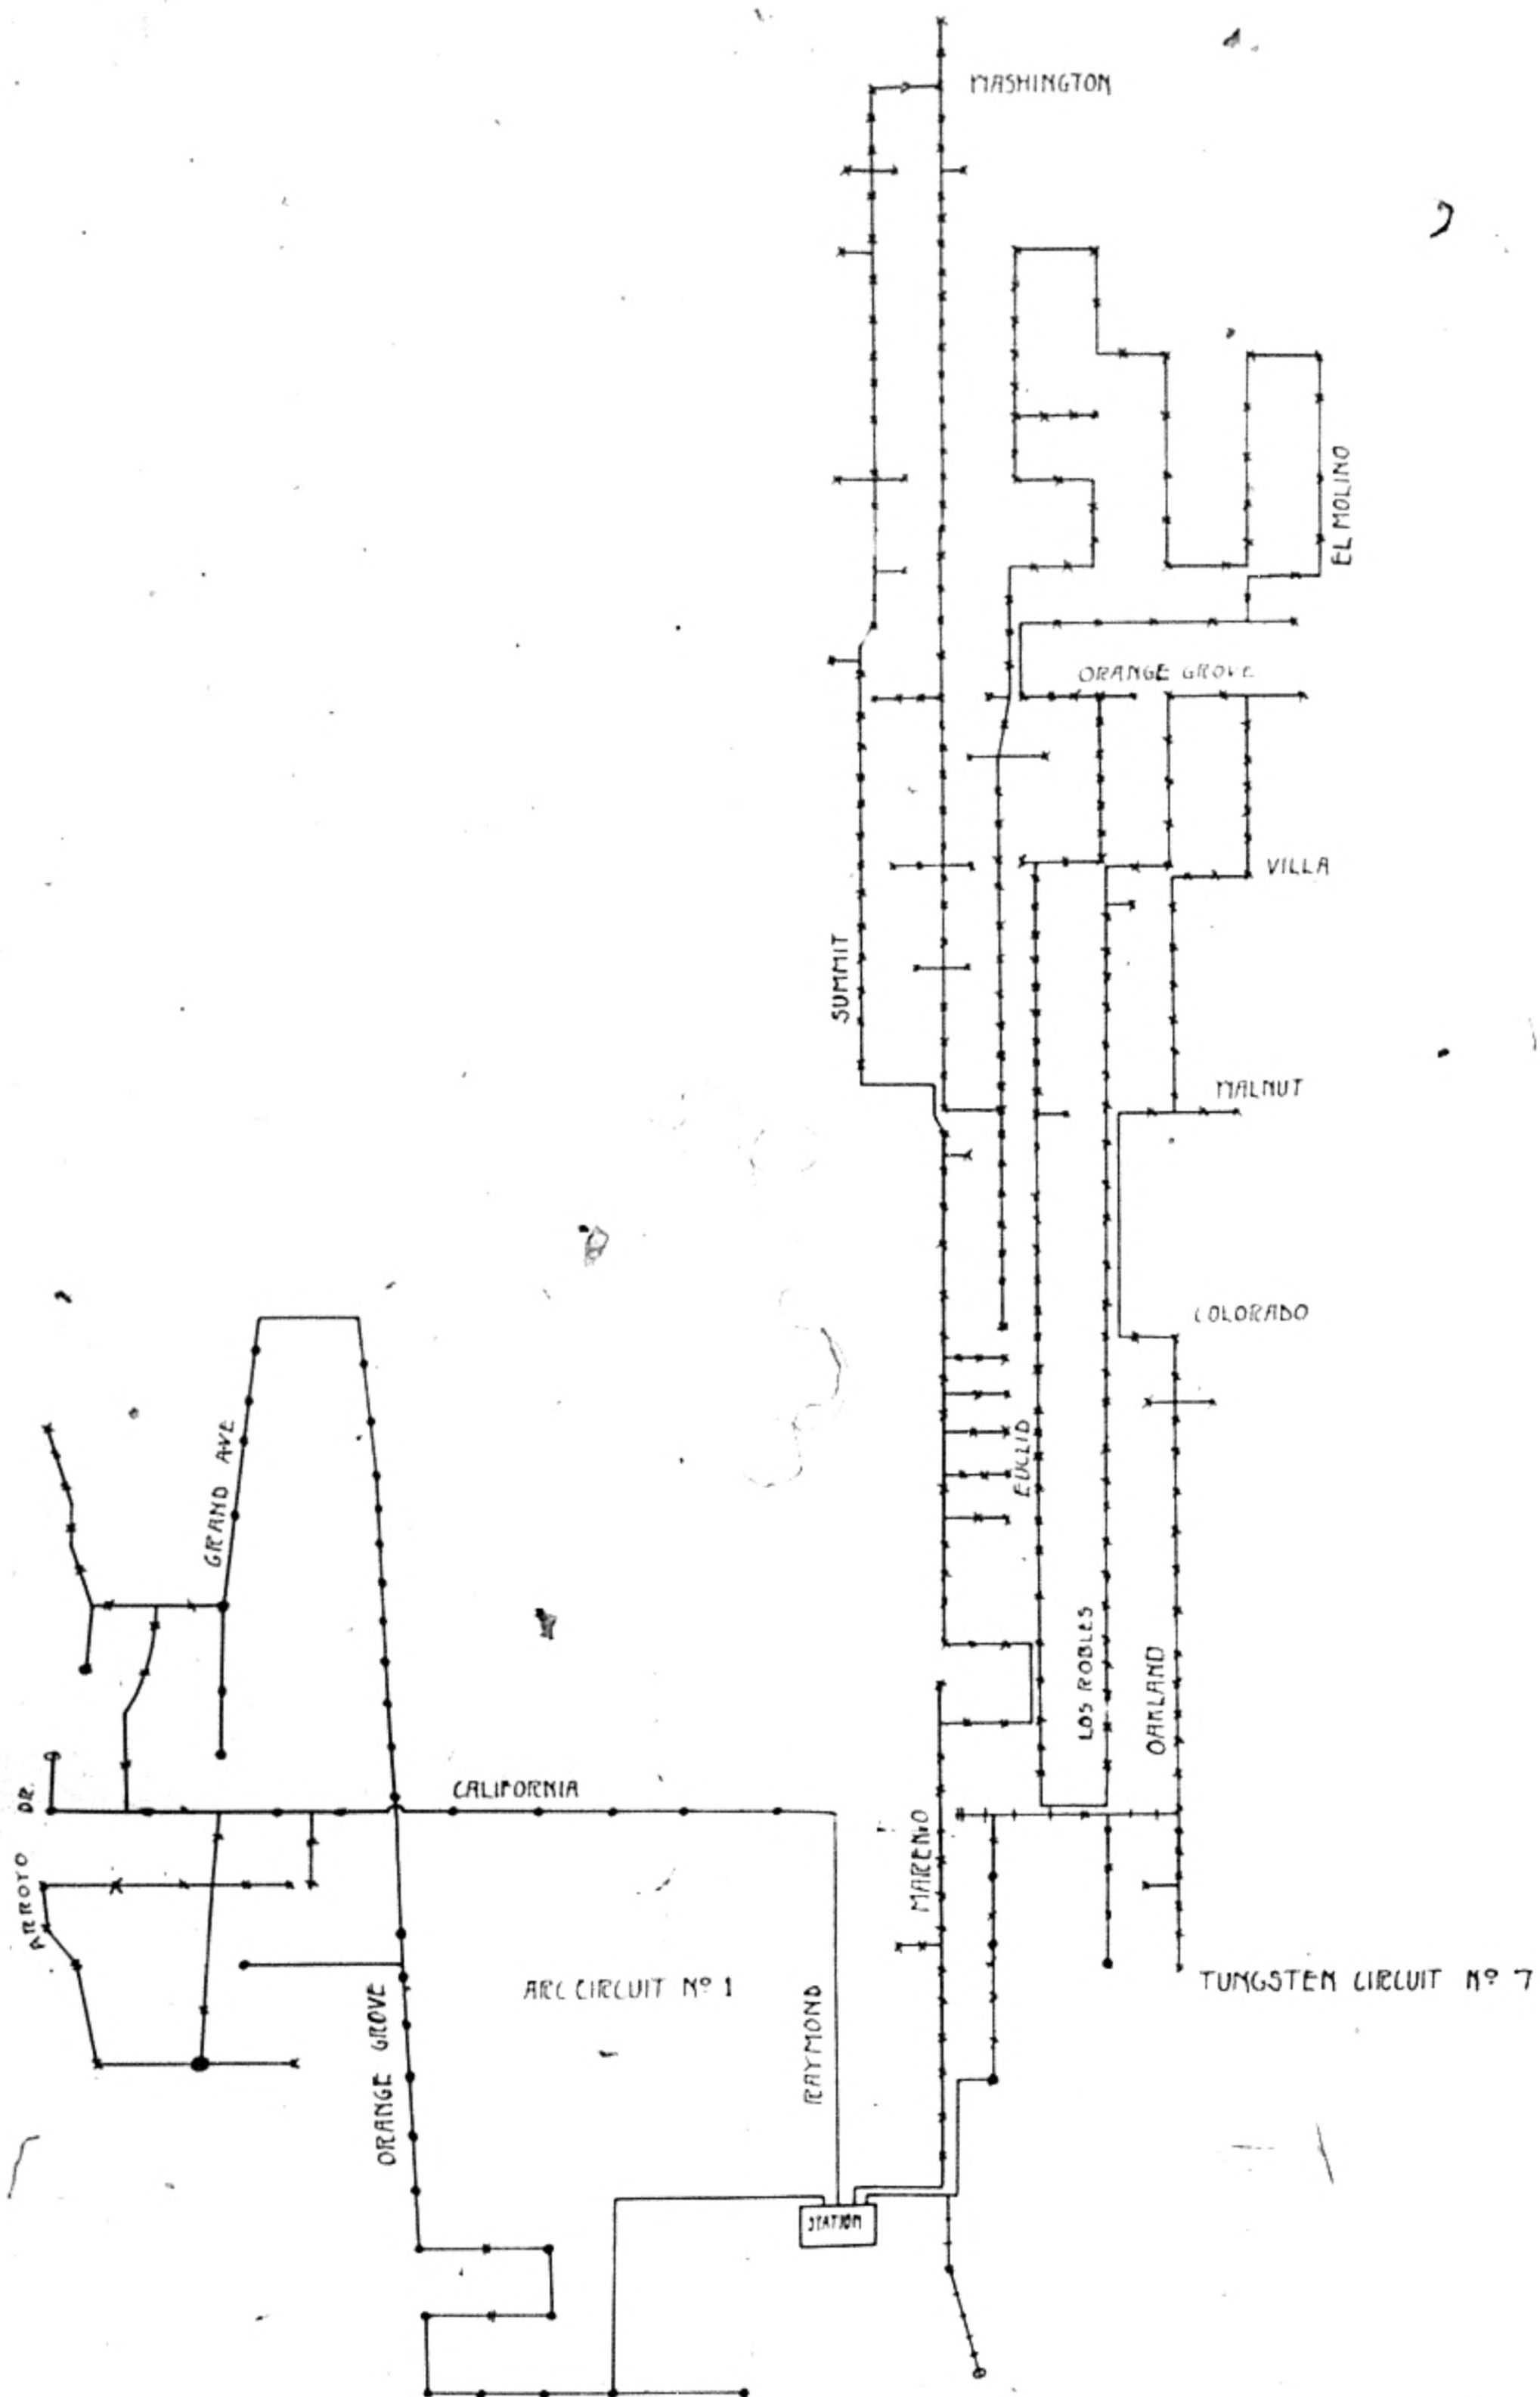 WASHINGTON
EL MOLINO
ORANGE GROVE
VILLA
SUMMIT
WALNUT
COLORADO
GRAND AVE
EUCLID
LOS ROBLES
OAKLAND
CALIFORNIA
ARROYO DR.
MARENGO
ARC CIRCUIT Nº 1
TUNGSTEN CIRCUIT Nº 7
ORANGE GROVE
RAYMOND
STATION